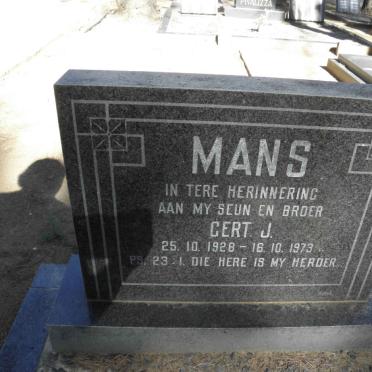 MANS
IN TERE HERINNERING
AAN MY SEUN EN BROER
GERT J.
25. 10. 1928 - 16. 10. 1973.
PS. 23:1. DIE HERE IS MY HERDER.